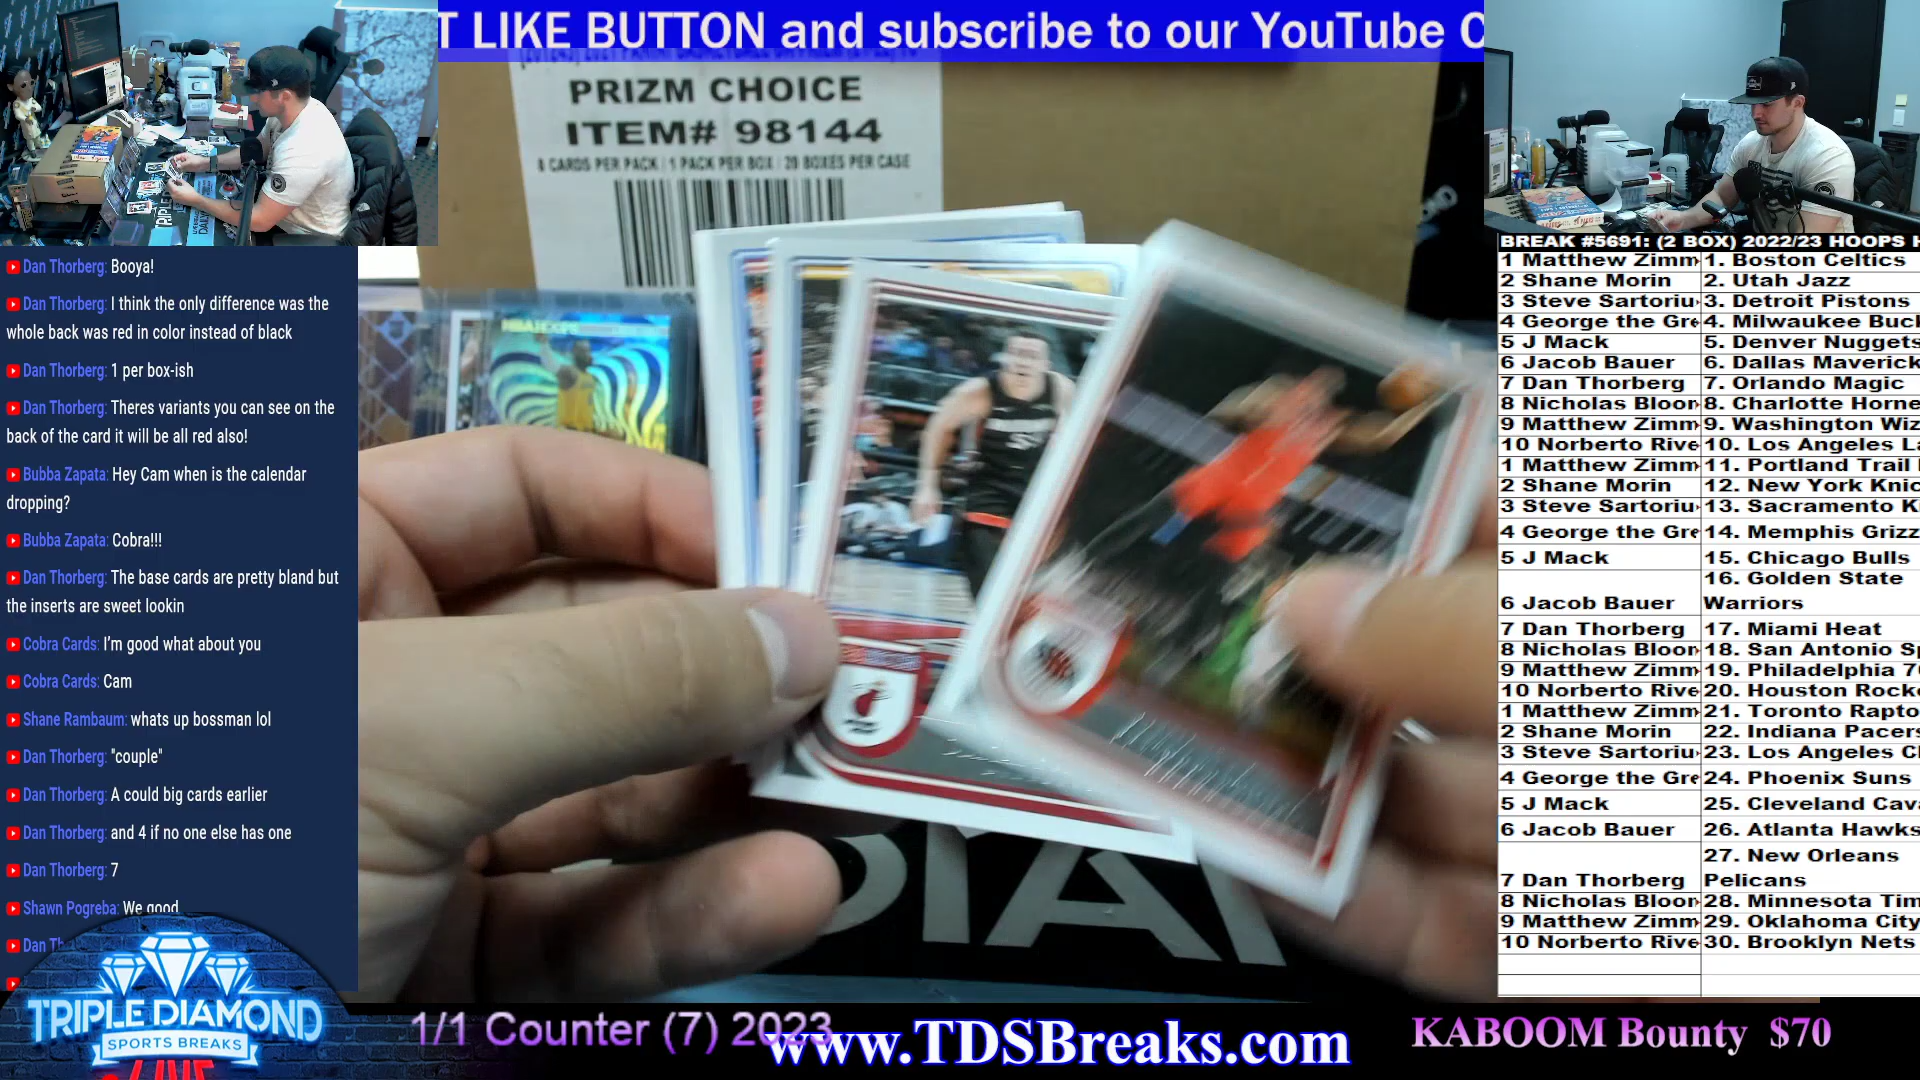 T LIKE BUTTON and subscribe to our YouTube C
PRIZM CHOICE
ITEM# 98144
8 CARDS PER PACK / 1 PACK PER BOX / 20 BOXES PER CASE
Dan Thorberg: Booya!
Dan Thorberg: I think the only difference was the
whole back was red in color instead of black
Dan Thorberg: 1 per box-ish
Dan Thorberg: Theres variants you can see on the
back of the card it will be all red also!
Bubba Zapata: Hey Cam when is the calendar
dropping?
Bubba Zapata: Cobra!!!
Dan Thorberg: The base cards are pretty bland but
the inserts are sweet lookin
Cobra Cards: I'm good what about you
Cobra Cards: Cam
Shane Rambaum: whats up bossman lol
Dan Thorberg: "couple"
Dan Thorberg: A could big cards earlier
Dan Thorberg: and 4 if no one else has one
Dan Thorberg: 7
Shawn Pogreba: We good
Dan Th
TRIPLE DIAMOND
SPORTS BREAKS
LIVE
BREAK #5691: (2 BOX) 2022/23 HOOPS H
1 Matthew Zimm 1. Boston Celtics
2 Shane Morin 2. Utah Jazz
3 Steve Sartoriu 3. Detroit Pistons
4 George the Gre 4. Milwaukee Buck
5 J Mack 5. Denver Nuggets
6 Jacob Bauer 6. Dallas Maverick
7 Dan Thorberg 7. Orlando Magic
8 Nicholas Bloor 8. Charlotte Horne
9 Matthew Zimm 9. Washington Wiz
10 Norberto Rive 10. Los Angeles La
1 Matthew Zimm 11. Portland Trail
2 Shane Morin 12. New York Knic
3 Steve Sartoriu 13. Sacramento K
4 George the Gre 14. Memphis Grizz
5 J Mack 15. Chicago Bulls
6 Jacob Bauer 16. Golden State
Warriors
7 Dan Thorberg 17. Miami Heat
8 Nicholas Bloor 18. San Antonio Sp
9 Matthew Zimm 19. Philadelphia 7
10 Norberto Rive 20. Houston Rock
1 Matthew Zimm 21. Toronto Rapto
2 Shane Morin 22. Indiana Pacers
3 Steve Sartoriu 23. Los Angeles C
4 George the Gre 24. Phoenix Suns
5 J Mack 25. Cleveland Cav
6 Jacob Bauer 26. Atlanta Hawks
7 Dan Thorberg 27. New Orleans
Pelicans
8 Nicholas Bloor 28. Minnesota Tim
9 Matthew Zimm 29. Oklahoma City
10 Norberto Rive 30. Brooklyn Nets
1/1 Counter (7) 2023
www.TDSBreaks.com
KABOOM Bounty $70